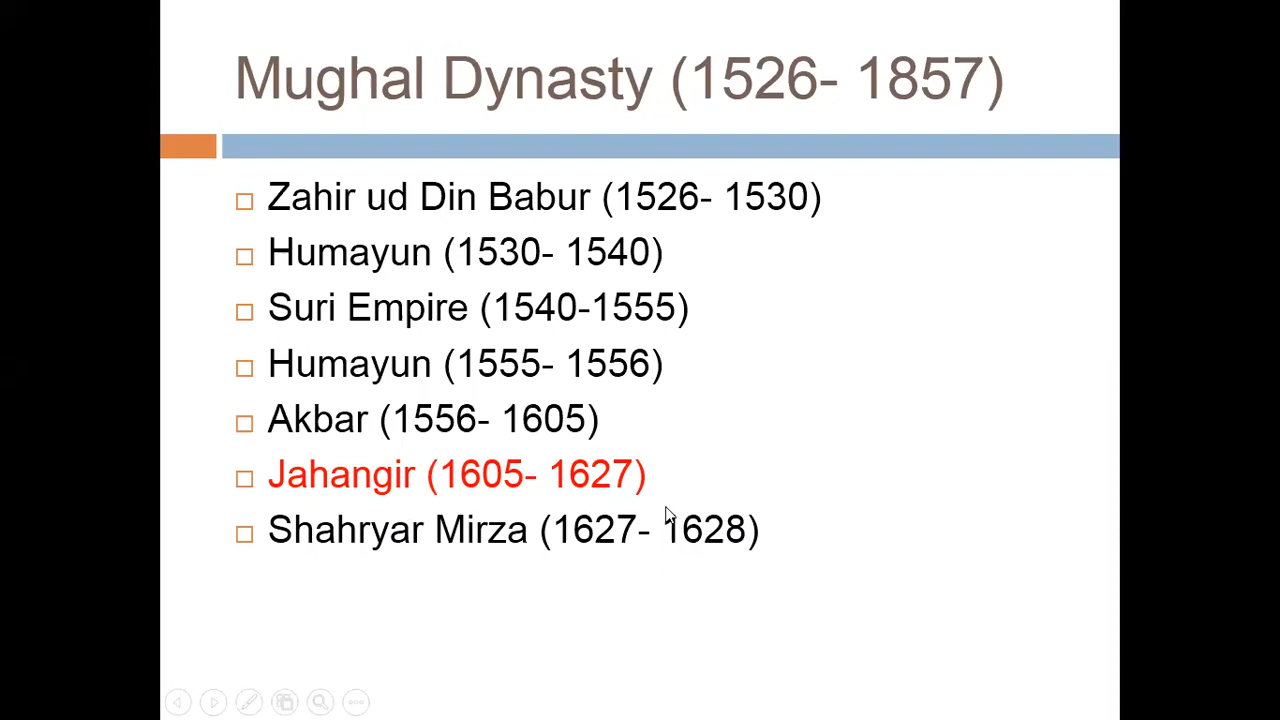 Mughal Dynasty (1526- 1857)
Zahir ud Din Babur (1526- 1530)
Humayun (1530- 1540)
Suri Empire (1540-1555)
Humayun (1555- 1556)
Akbar (1556- 1605)
Jahangir (1605- 1627)
Shahryar Mirza (1627- 1628)